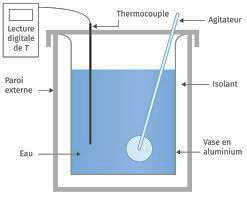 Lecture
digitale
de T
Thermocouple
Agitateur
Paroi
externe
Isolant
Eau
Vase en
aluminium